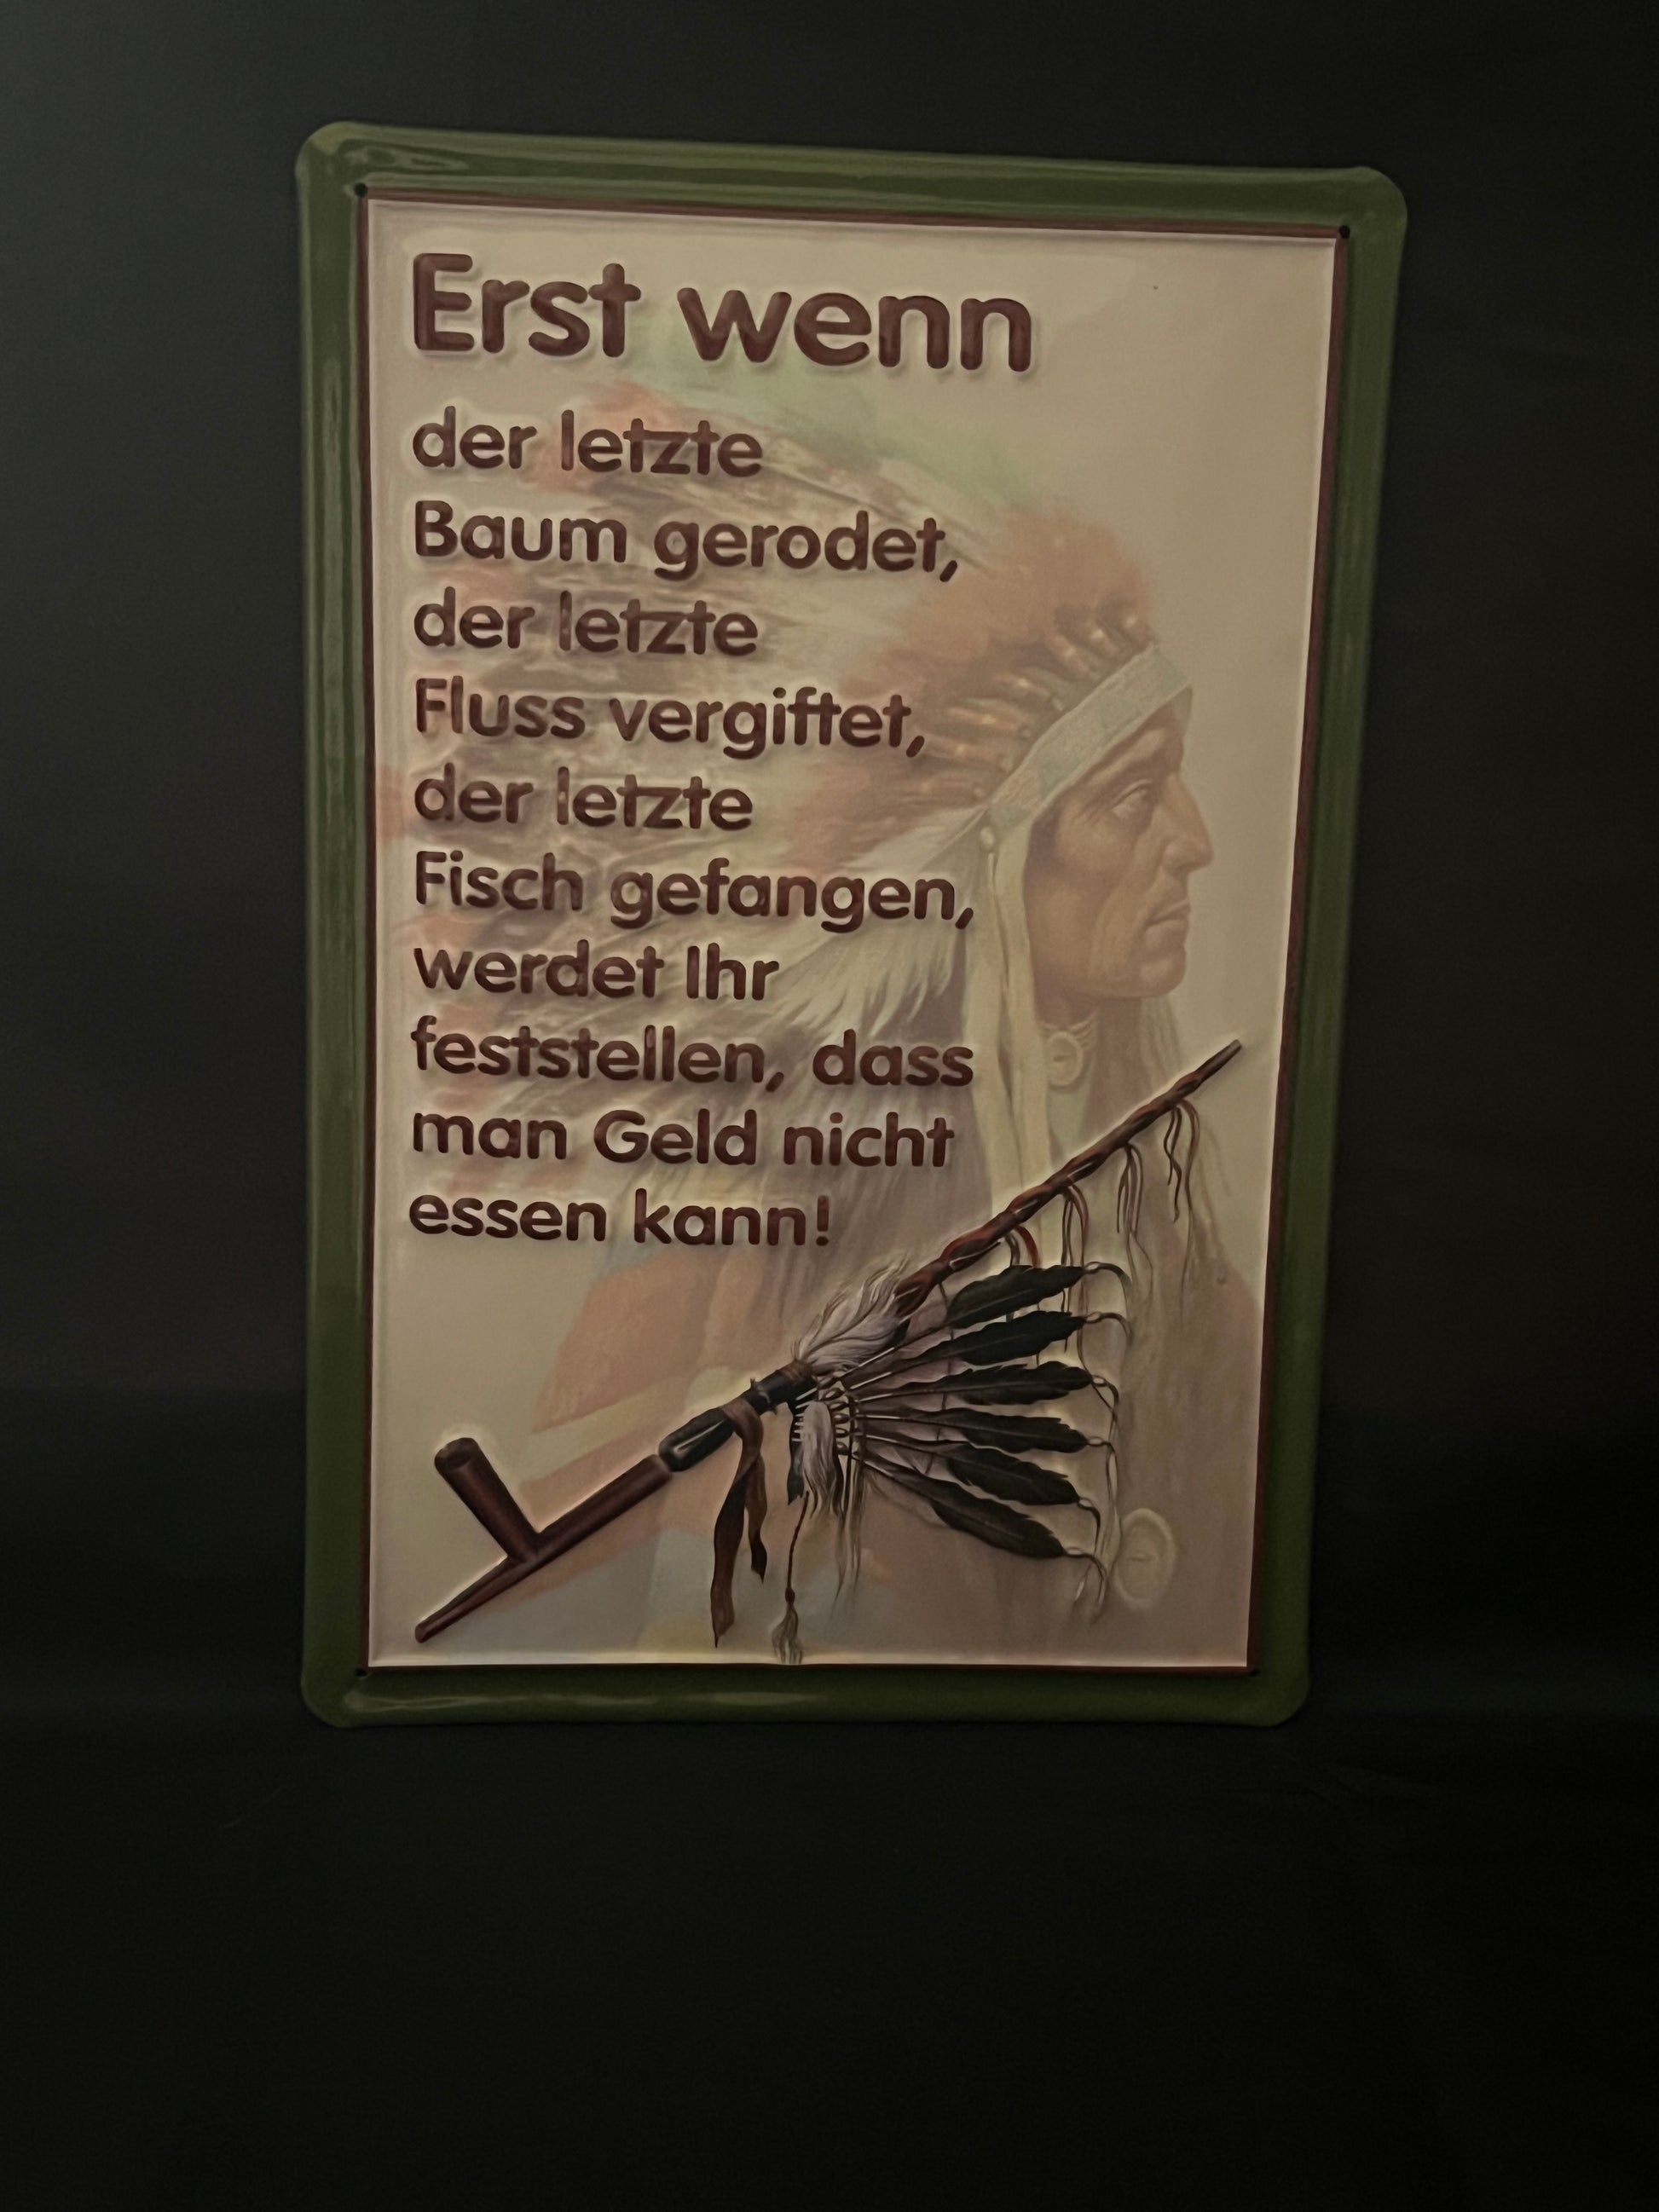 Erst wenn
der letzte
Baum gerodet,
der letzte
Fluss vergiftet,
der letzte
Fisch gefangen,
werdet Ihr
feststellen, dass
man Geld nicht
essen kann!